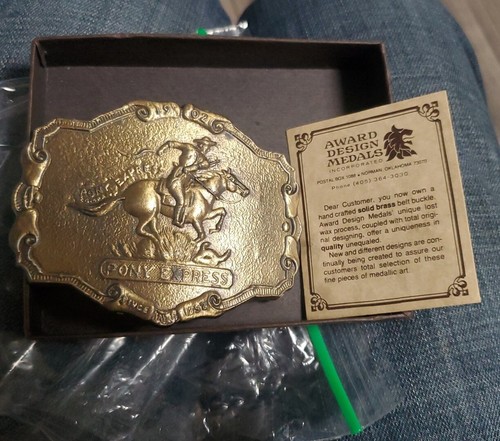 PONY EXPRESS
AWARD
DESIGN
MEDALS
INCORPORATED
NORMAN, OKLAHOMA
Dear Customer, you now own a
hand crafted solid brass belt buckle.
Award Design Medals' unique lost
wax process, coupled with total origi-
nal designing, offer a uniqueness in
quality unequaled.
New and different designs are con-
tinually being created to assure our
customers total selection of these
fine pieces of medallic art.